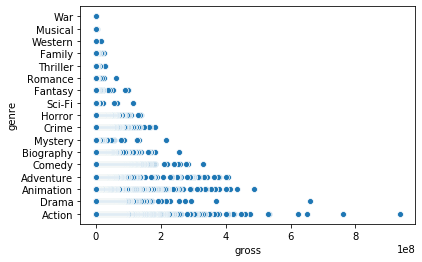 War
Musical
Western
Family
Thriller
Romance
Fantasy
Sci-Fi
Horror
Crime
Mystery
Biography
Comedy
Adventure
Animation
Drama
Action
genre
0 2 4 6 8
1e8
gross